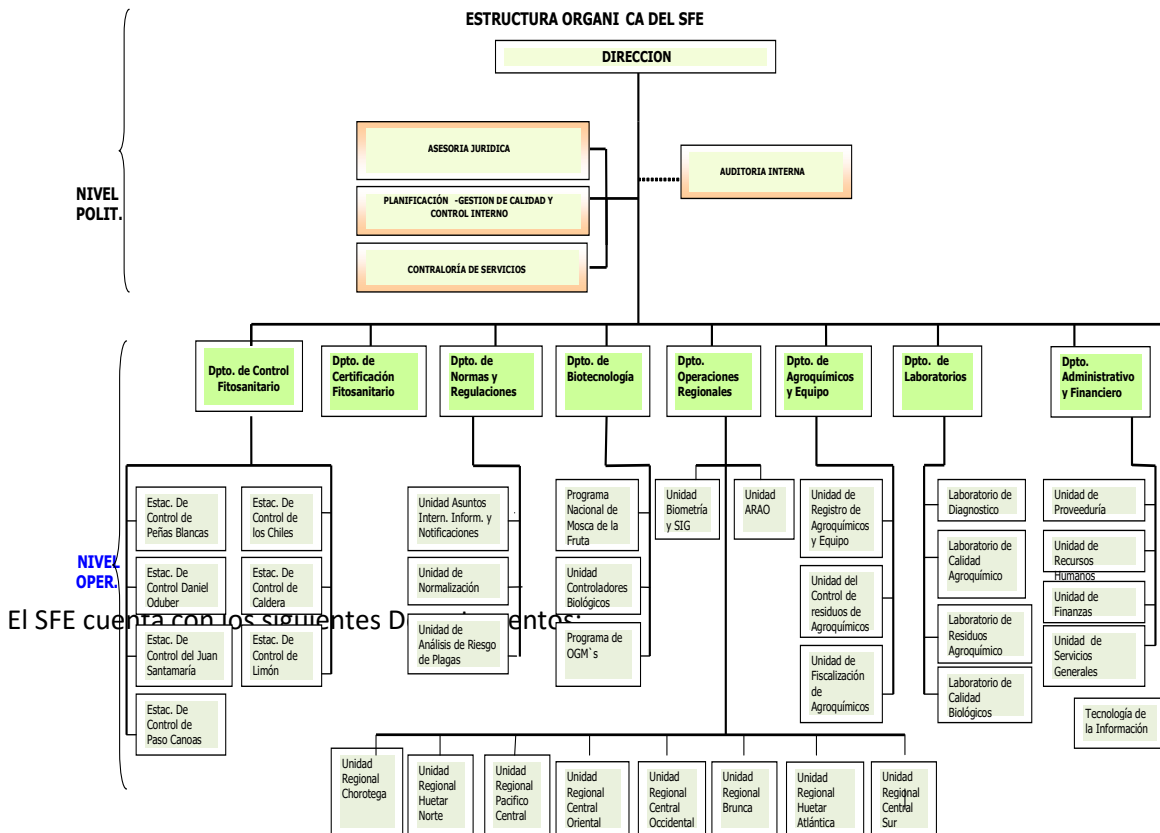 ESTRUCTURA ORGANI CA DEL SFE
DIRECCION
ASESORIA JURIDICA
AUDITORIA INTERNA
PLANIFICACIÓN -GESTION DE CALIDAD Y
CONTROL INTERNO
CONTRALORÍA DE SERVICIOS
NIVEL
POLIT.
Dpto. de Control
Fitosanitario
Dpto. de
Certificación
Fitosanitario
Dpto. de
Normas y
Regulaciones
Dpto. de
Biotecnología
Dpto.
Operaciones
Regionales
Dpto. de
Agroquímicos
y Equipo
Dpto. de
Laboratorios
Dpto.
Administrativo
y Financiero
NIVEL
OPER.
Estac. De
Control de
Peñas Blancas
Estac. De
Control de
los Chiles
Estac. De
Control Daniel
Oduber
Estac. De
Control de
Caldera
Estac. De
Control del Juan
Santamaría
Estac. De
Control de
Limón
Estac. De
Control de
Paso Canoas
Unidad Asuntos
Intern. Inform. y
Notificaciones
Unidad de
Normalización
Unidad de
Análisis de Riesgo
de Plagas
Programa
Nacional de
Mosca de la
Fruta
Unidad
Controladores
Biológicos
Programa de
OGM`s
Unidad
Biometría
y SIG
Unidad
ARAO
Unidad de
Registro de
Agroquímicos
y Equipo
Unidad del
Control de
residuos de
Agroquímicos
Unidad de
Fiscalización
de
Agroquímicos
Laboratorio de
Diagnostico
Laboratorio de
Calidad
Agroquímico
Laboratorio de
Residuos
Agroquímico
Laboratorio de
Calidad
Biológicos
Unidad de
Proveeduría
Unidad de
Recursos
Humanos
Unidad de
Finanzas
Unidad de
Servicios
Generales
Tecnología de
la Información
El SFE cuenta con los siguientes
Unidad
Regional
Chorotega
Unidad
Regional
Huetar
Norte
Unidad
Regional
Pacifico
Central
Unidad
Regional
Central
Oriental
Unidad
Regional
Central
Occidental
Unidad
Regional
Brunca
Unidad
Regional
Huetar
Atlántica
Unidad
Regional
Central
Sur